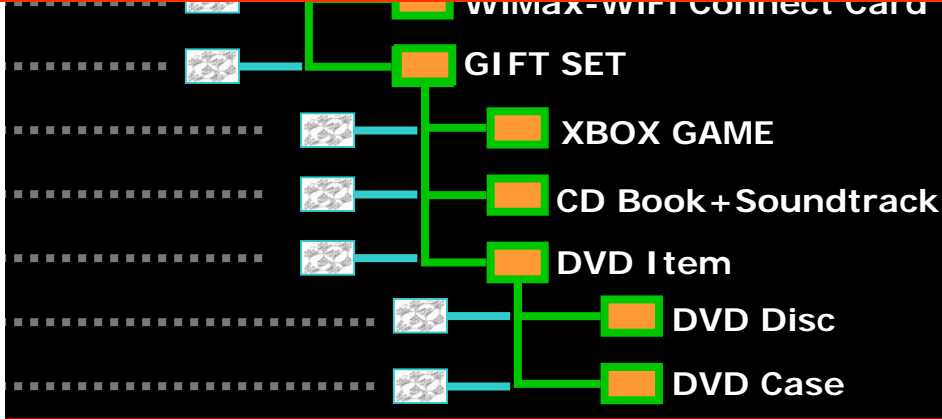 WiMax-WIFI Connect Card
GIFT SET
XBOX GAME
CD Book+Soundtrack
DVD Item
DVD Disc
DVD Case